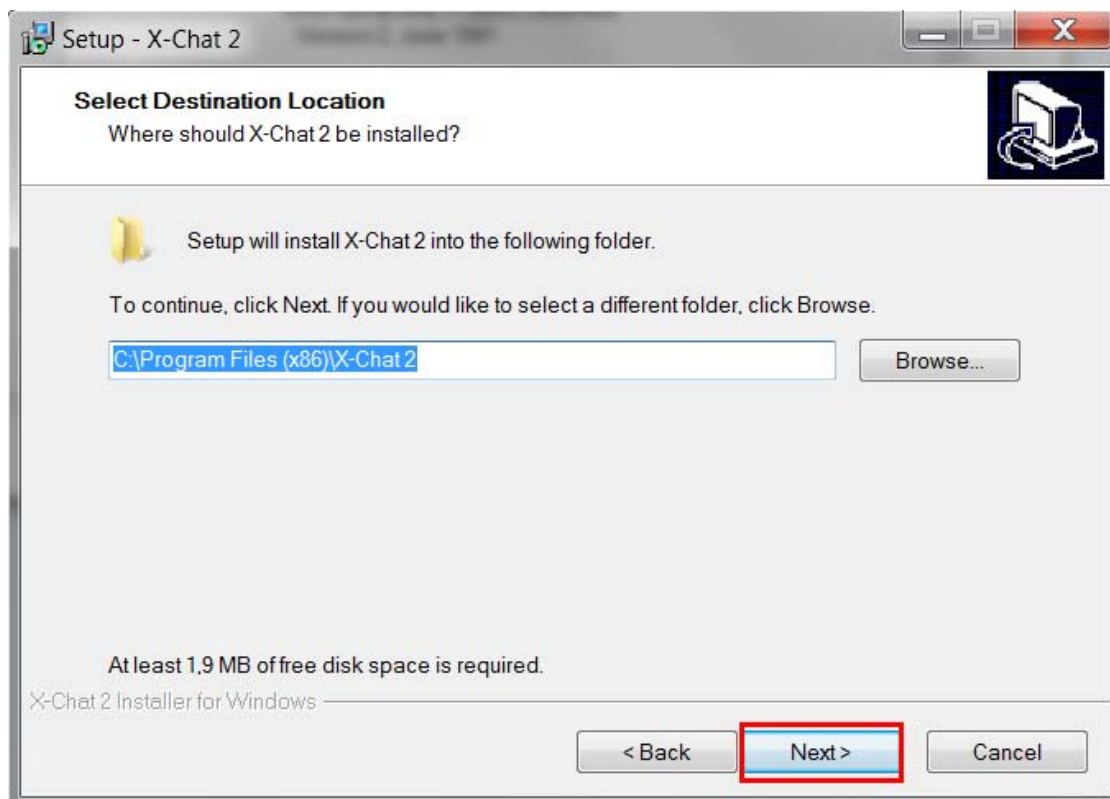 Setup - X-Chat 2
Select Destination Location
Where should X-Chat 2 be installed?
Setup will install X-Chat 2 into the following folder.
To continue, click Next. If you would like to select a different folder, click Browse.
C:\Program Files (x86)\X-Chat 2
Browse...
At least 1,9 MB of free disk space is required.
X-Chat 2 Installer for Windows
< Back
Next >
Cancel